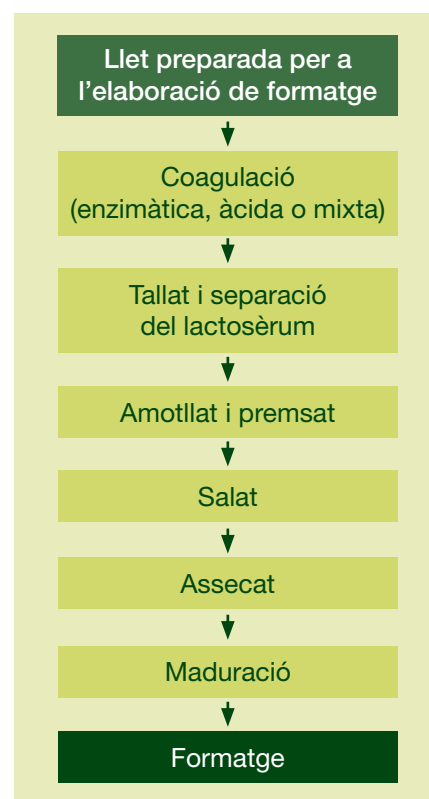 Llet preparada per a
l’elaboració de formatge
Coagulació
(enzimàtica, àcida o mixta)
Tallat i separació
del lactosèrum
Amotllat i premsat
Salat
Assecat
Maduració
Formatge